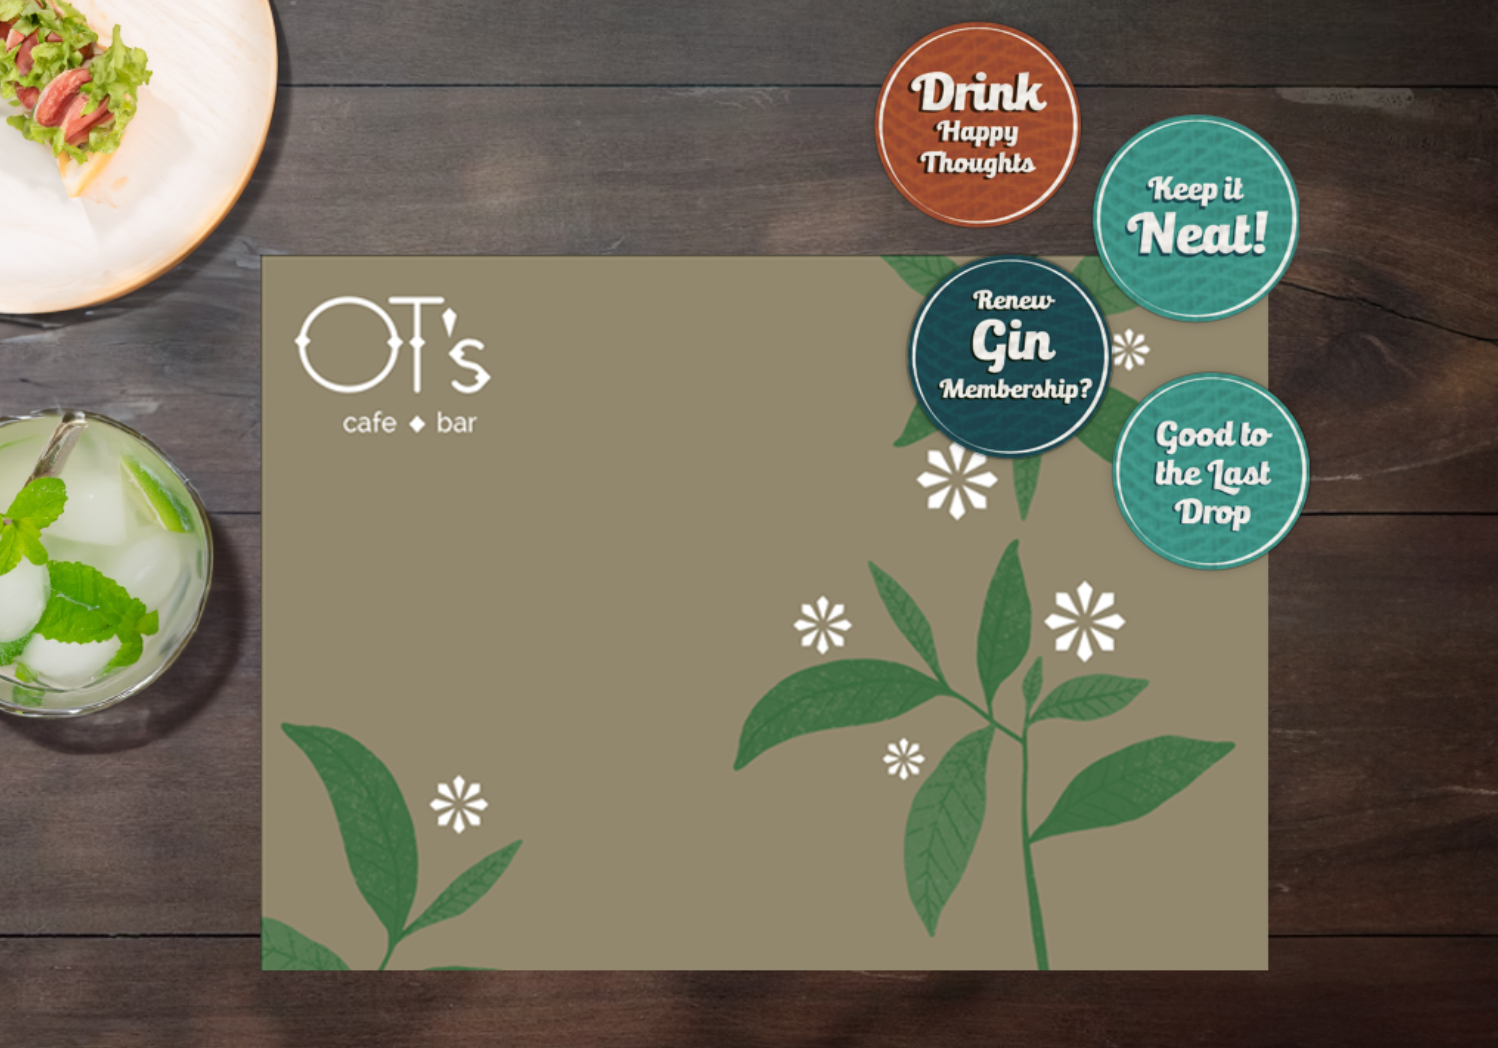 Drink
Happy
Thoughts
Keep it
Neat!
OT's
cafe ◆ bar
Renew
Gin
Membership?
Good to
the Last
Drop